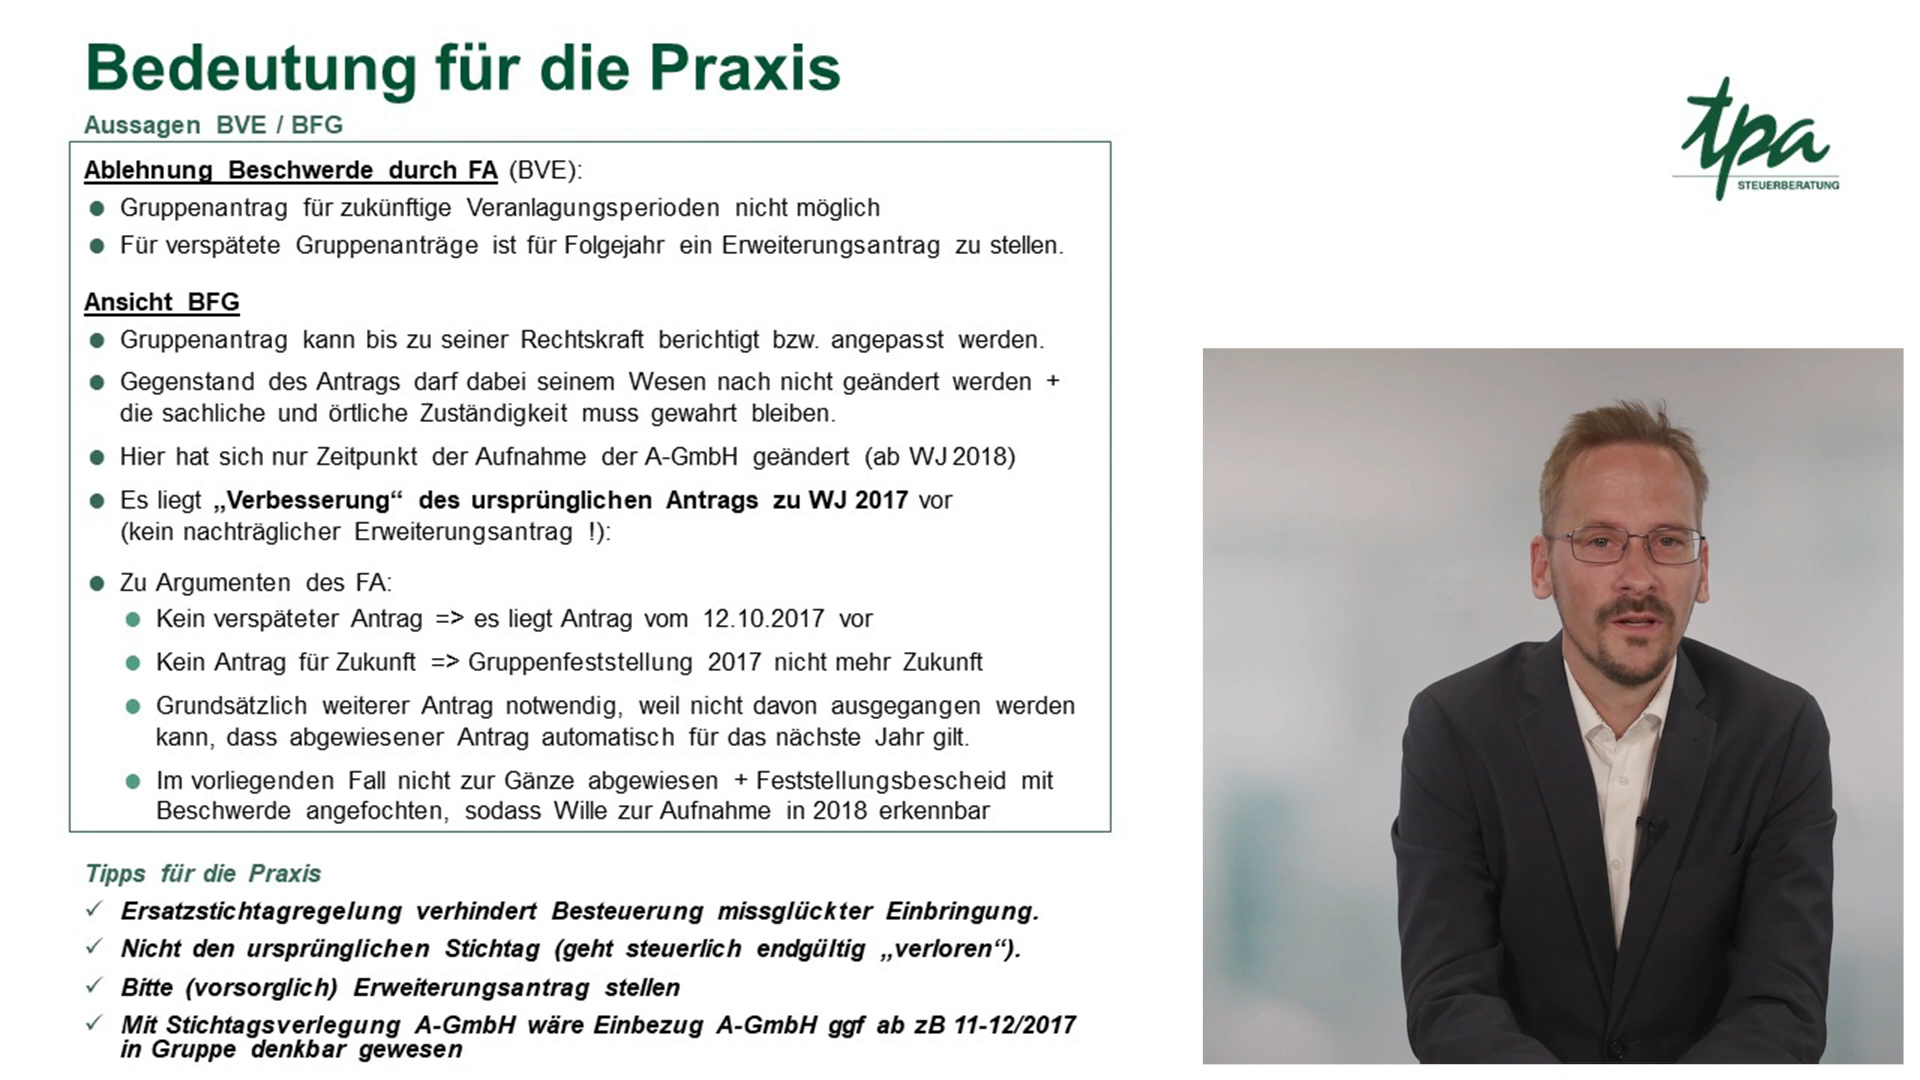 Bedeutung für die Praxis
Aussagen BVE / BFG
Ablehnung Beschwerde durch FA (BVE):
Gruppenantrag für zukünftige Veranlagungsperioden nicht möglich
Für verspätete Gruppenanträge ist für Folgejahr ein Erweiterungsantrag zu stellen.
Ansicht BFG
Gruppenantrag kann bis zu seiner Rechtskraft berichtigt bzw. angepasst werden.
Gegenstand des Antrags darf dabei seinem Wesen nach nicht geändert werden +
die sachliche und örtliche Zuständigkeit muss gewahrt bleiben.
Hier hat sich nur Zeitpunkt der Aufnahme der A-GmbH geändert (ab WJ 2018)
Es liegt „Verbesserung“ des ursprünglichen Antrags zu WJ 2017 vor
(kein nachträglicher Erweiterungsantrag !):
Zu Argumenten des FA:
Kein verspäteter Antrag => es liegt Antrag vom 12.10.2017 vor
Kein Antrag für Zukunft => Gruppenfeststellung 2017 nicht mehr Zukunft
Grundsätzlich weiterer Antrag notwendig, weil nicht davon ausgegangen werden
kann, dass abgewiesener Antrag automatisch für das nächste Jahr gilt.
Im vorliegenden Fall nicht zur Gänze abgewiesen + Feststellungsbescheid mit
Beschwerde angefochten, sodass Wille zur Aufnahme in 2018 erkennbar
Tipps für die Praxis
✓ Ersatzstichtagregelung verhindert Besteuerung missglückter Einbringung.
✓ Nicht den ursprünglichen Stichtag (geht steuerlich endgültig „verloren“).
✓ Bitte (vorsorglich) Erweiterungsantrag stellen
✓ Mit Stichtagsverlegung A-GmbH wäre Einbezug A-GmbH ggf ab zB 11-12/2017
in Gruppe denkbar gewesen
tpa
STEUERBERATUNG